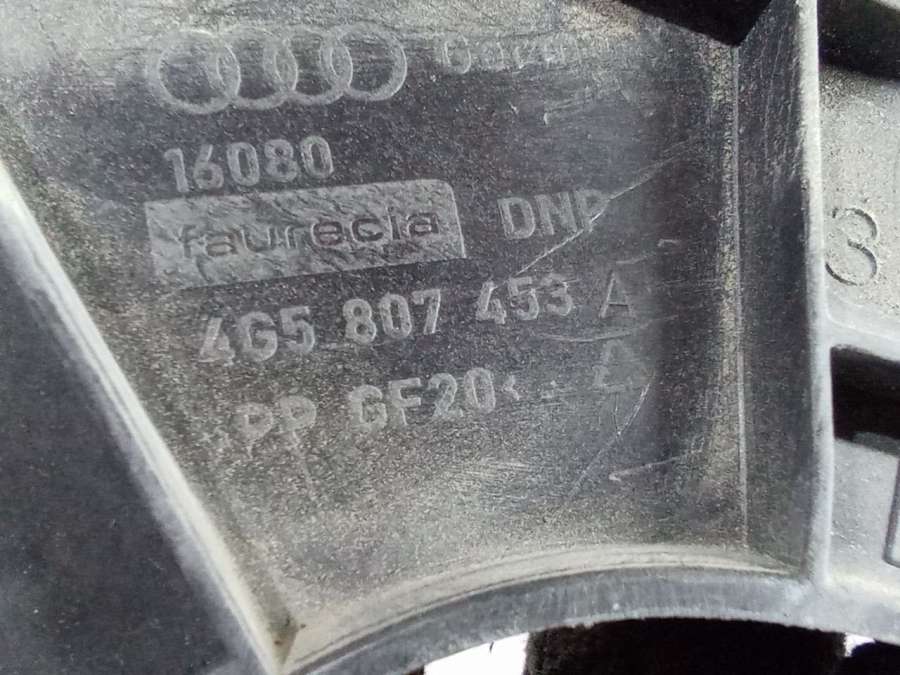 16080
faurecia DNP
3
4G5 807 453 A
PP GF20<